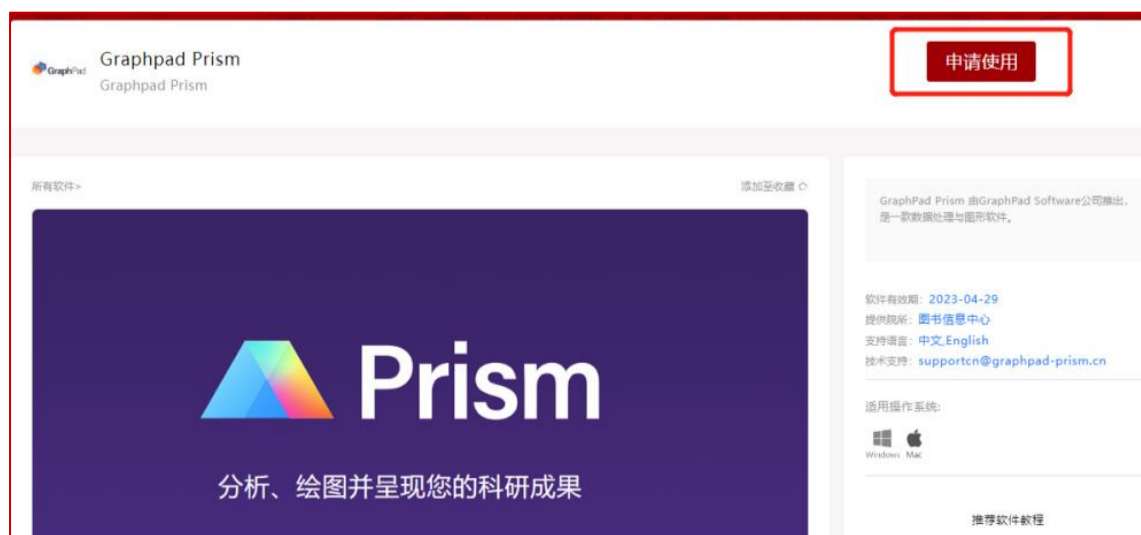 GraphPad
Graphpad Prism
Graphpad Prism
申请使用
所有软件>
添加至收藏
Prism
分析、绘图并呈现您的科研成果
GraphPad Prism 由GraphPad Software公司推出，
是一款数据处理与图形软件。
软件有效期: 2023-04-29
提供院所: 图书信息中心
支持语言: 中文,English
技术支持: supportcn@graphpad-prism.cn
适用操作系统:
Windows Mac
推荐软件教程